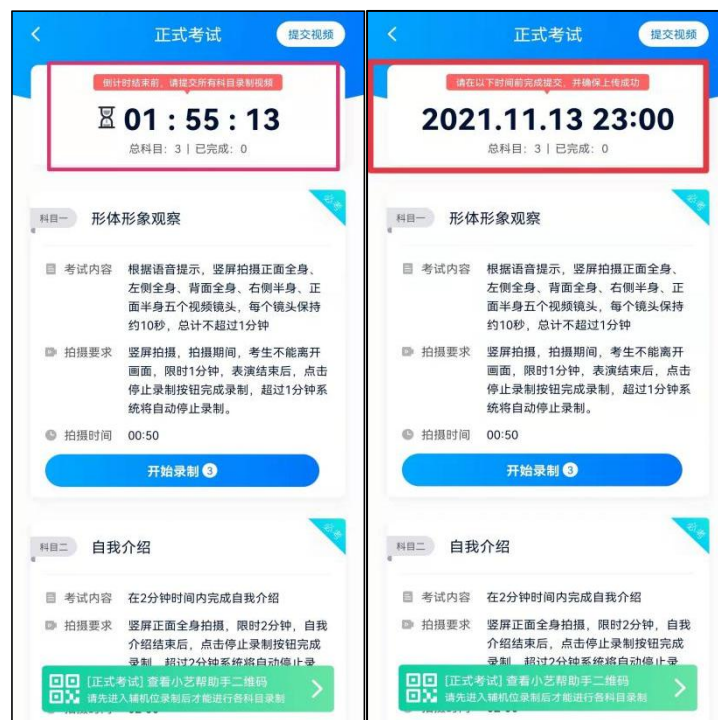 正式考试
提交视频
倒计时结束前，请提交所有科目录制视频
01 : 55 : 13
总科目：3 | 已完成：0
科目一
形体形象观察
必考
考试内容
根据语音提示，竖屏拍摄正面全身、
左侧全身、背面全身、右侧半身、正
面半身五个视频镜头，每个镜头保持
约10秒，总计不超过1分钟
拍摄要求
竖屏拍摄，拍摄期间，考生不能离开
画面，限时1分钟，表演结束后，点击
停止录制按钮完成录制，超过1分钟系
统将自动停止录制。
拍摄时间
00:50
开始录制 3
科目二
自我介绍
必考
考试内容
在2分钟时间内完成自我介绍
拍摄要求
竖屏正面全身拍摄，限时2分钟，自我
介绍结束后，点击停止录制按钮完成
录制，超过2分钟系统将自动停止录
[正式考试] 查看小艺帮助手二维码
请先进入辅机位录制后才能进行各科目录制
正式考试
提交视频
请在以下时间前完成提交，并确保上传成功
2021.11.13 23:00
总科目：3 | 已完成：0
科目一
形体形象观察
必考
考试内容
根据语音提示，竖屏拍摄正面全身、
左侧全身、背面全身、右侧半身、正
面半身五个视频镜头，每个镜头保持
约10秒，总计不超过1分钟
拍摄要求
竖屏拍摄，拍摄期间，考生不能离开
画面，限时1分钟，表演结束后，点击
停止录制按钮完成录制，超过1分钟系
统将自动停止录制。
拍摄时间
00:50
开始录制 3
科目二
自我介绍
必考
考试内容
在2分钟时间内完成自我介绍
拍摄要求
竖屏正面全身拍摄，限时2分钟，自我
介绍结束后，点击停止录制按钮完成
录制，超过2分钟系统将自动停止录
[正式考试] 查看小艺帮助手二维码
请先进入辅机位录制后才能进行各科目录制